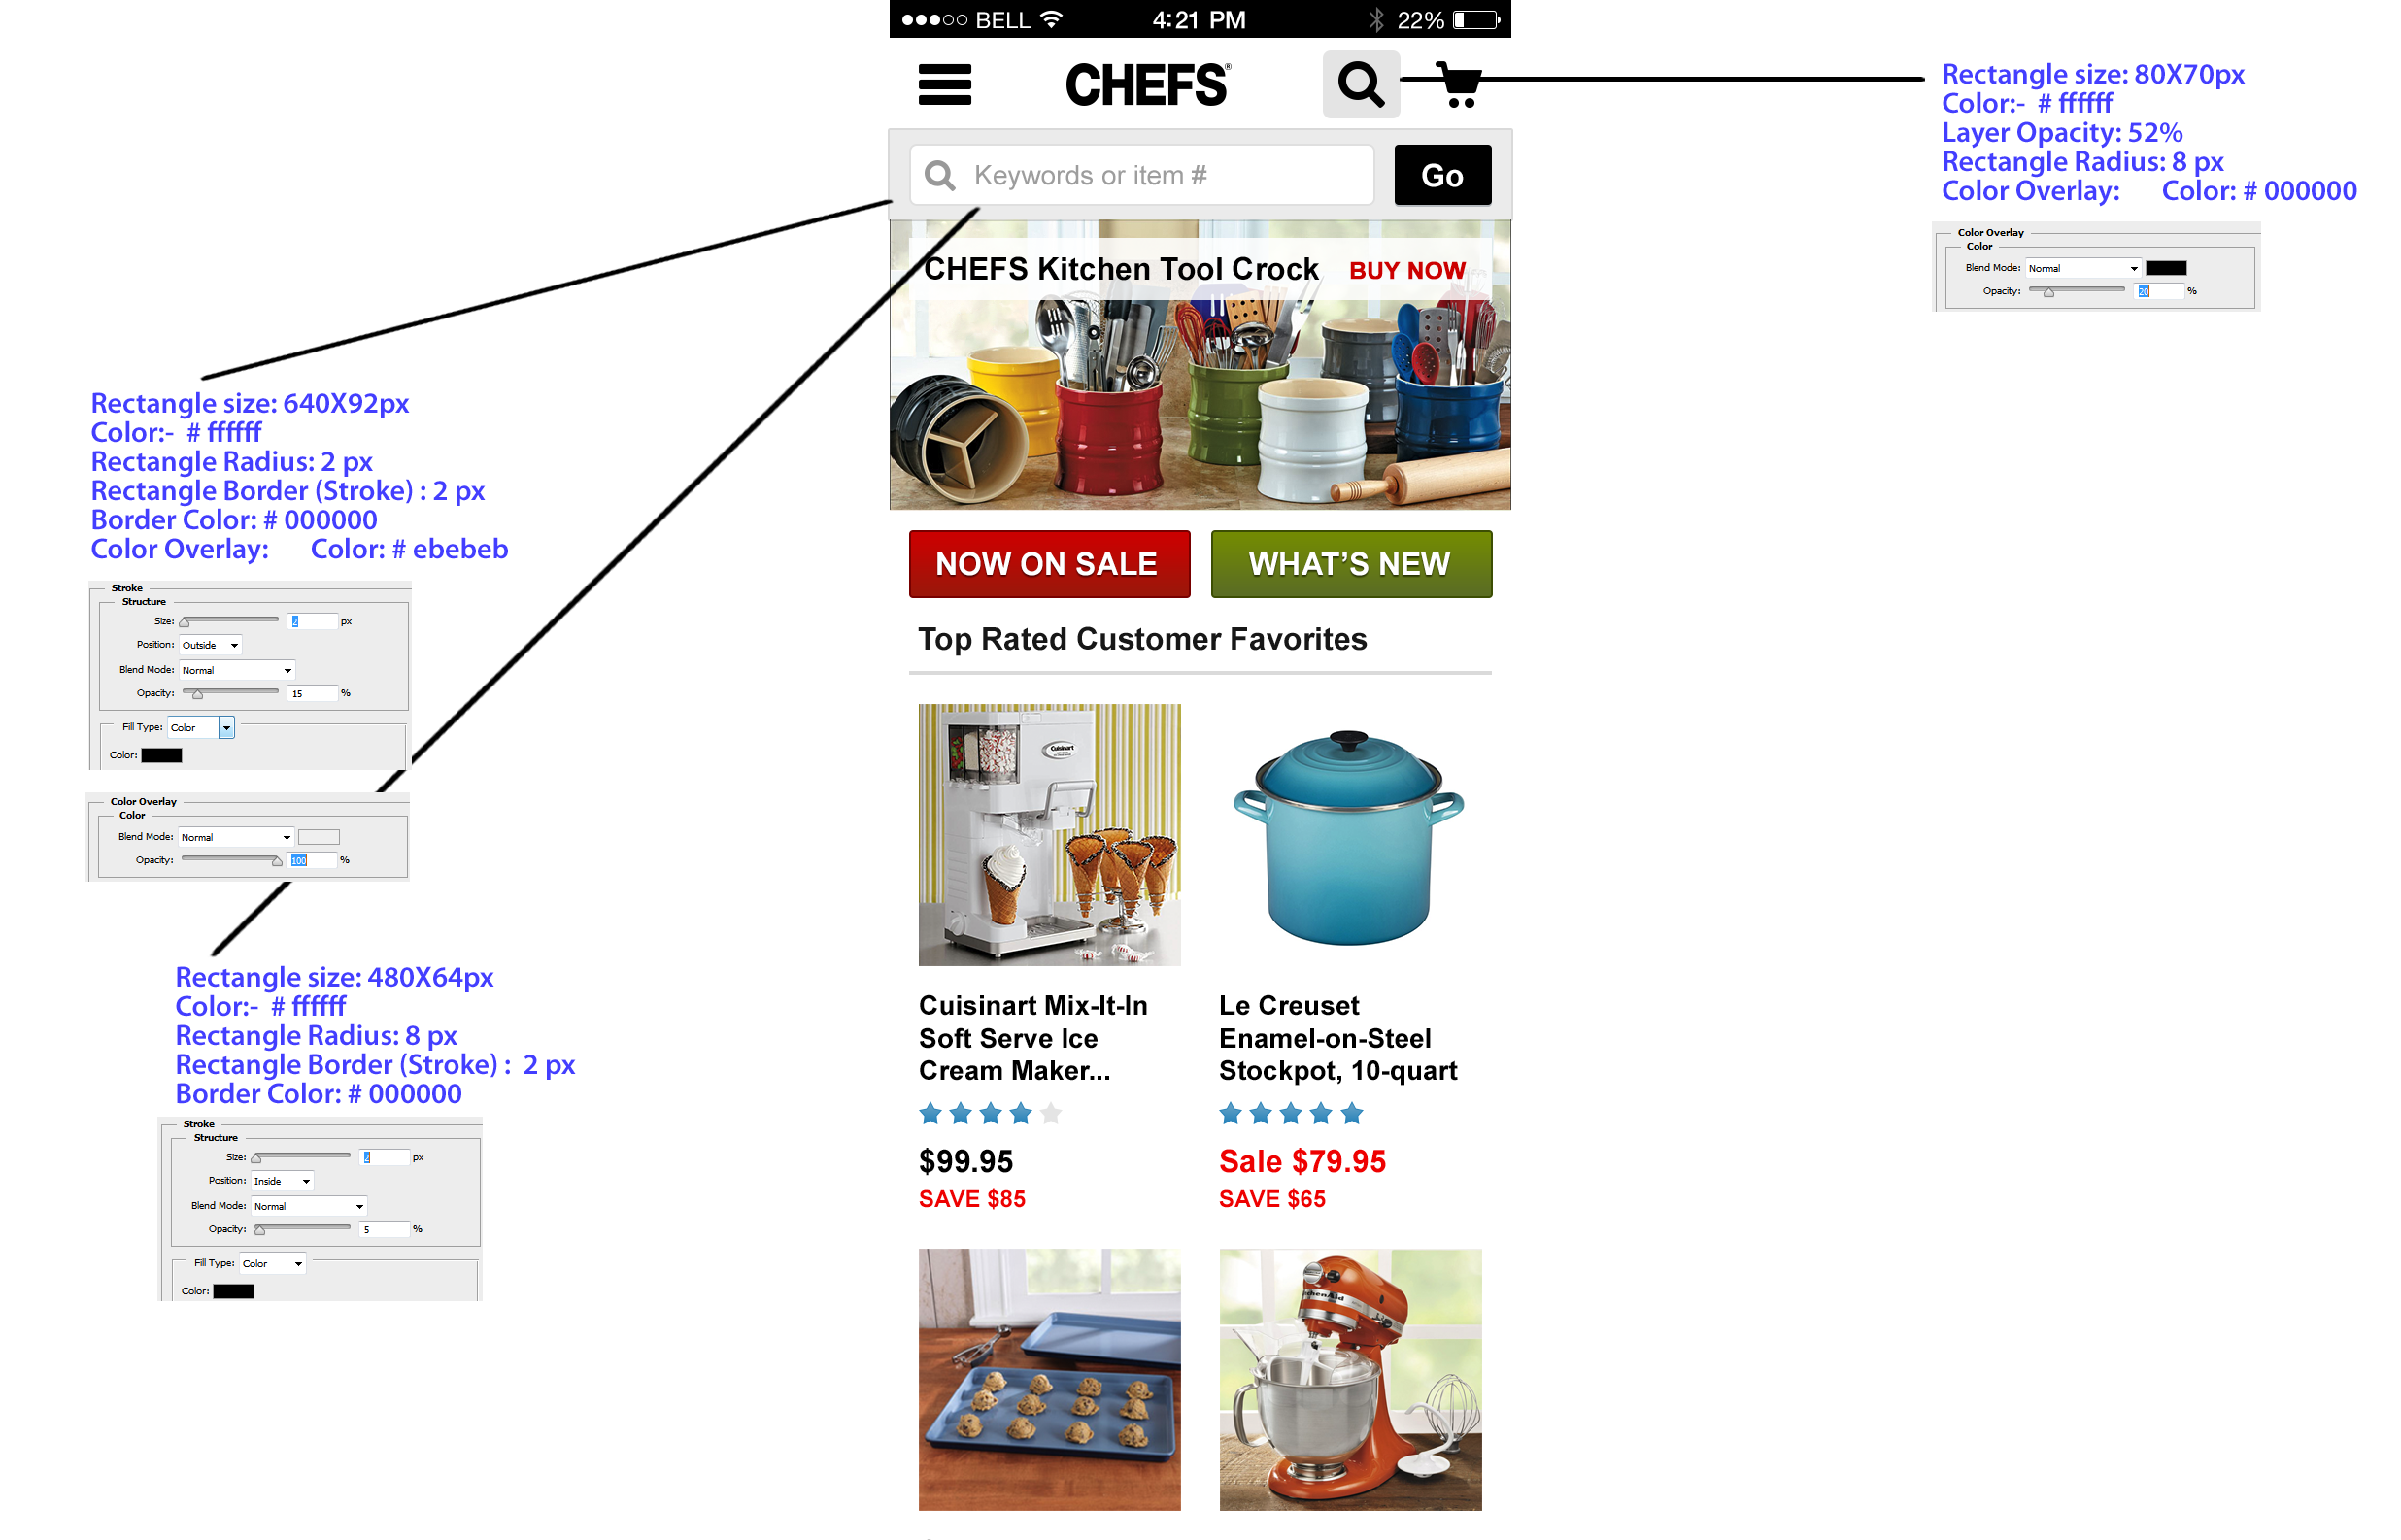 BELL 4:21 PM 22%
CHEFS®
Keywords or item #
Go
CHEFS Kitchen Tool Crock BUY NOW
NOW ON SALE
WHAT’S NEW
Top Rated Customer Favorites
Cuisinart
Cuisinart Mix-It-In
Soft Serve Ice
Cream Maker...
$99.95
SAVE $85
Le Creuset
Enamel-on-Steel
Stockpot, 10-quart
Sale $79.95
SAVE $65
Rectangle size: 80X70px
Color:- # ffffff
Layer Opacity: 52%
Rectangle Radius: 8 px
Color Overlay: Color: # 000000
Color Overlay
Color
Blend Mode: Normal
Opacity: 20 %
Rectangle size: 640X92px
Color:- # ffffff
Rectangle Radius: 2 px
Rectangle Border (Stroke) : 2 px
Border Color: # 000000
Color Overlay: Color: # ebebeb
Stroke
Structure
Size: 2 px
Position: Outside
Blend Mode: Normal
Opacity: 15 %
Fill Type: Color
Color:
Color Overlay
Color
Blend Mode: Normal
Opacity: 100 %
Rectangle size: 480X64px
Color:- # ffffff
Rectangle Radius: 8 px
Rectangle Border (Stroke) : 2 px
Border Color: # 000000
Stroke
Structure
Size: 2 px
Position: Inside
Blend Mode: Normal
Opacity: 5 %
Fill Type: Color
Color: